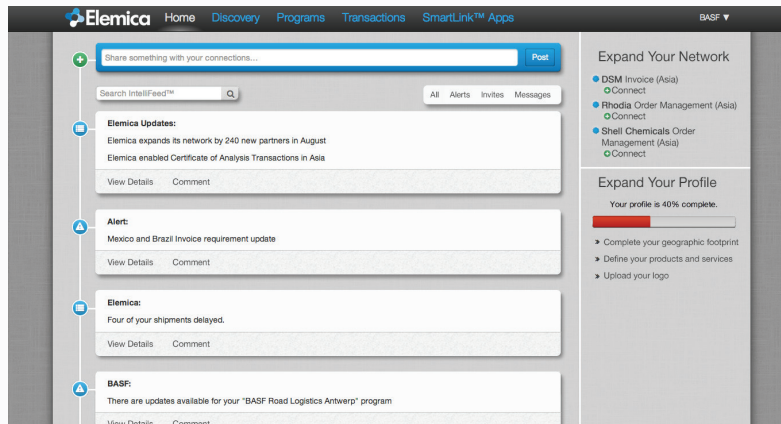 Elemica Home Discovery Programs Transactions SmartLink™ Apps BASF ▼
Share something with your connections... Post
Search IntelliFeed™
All Alerts Invites Messages
Elemica Updates:
Elemica expands its network by 240 new partners in August
Elemica enabled Certificate of Analysis Transactions in Asia
View Details Comment
Alert:
Mexico and Brazil Invoice requirement update
View Details Comment
Elemica:
Four of your shipments delayed.
View Details Comment
BASF:
There are updates available for your "BASF Road Logistics Antwerp" program
View Details Comment
Expand Your Network
DSM Invoice (Asia)
Connect
Rhodia Order Management (Asia)
Connect
Shell Chemicals Order
Management (Asia)
Connect
Expand Your Profile
Your profile is 40% complete.
Complete your geographic footprint
Define your products and services
Upload your logo